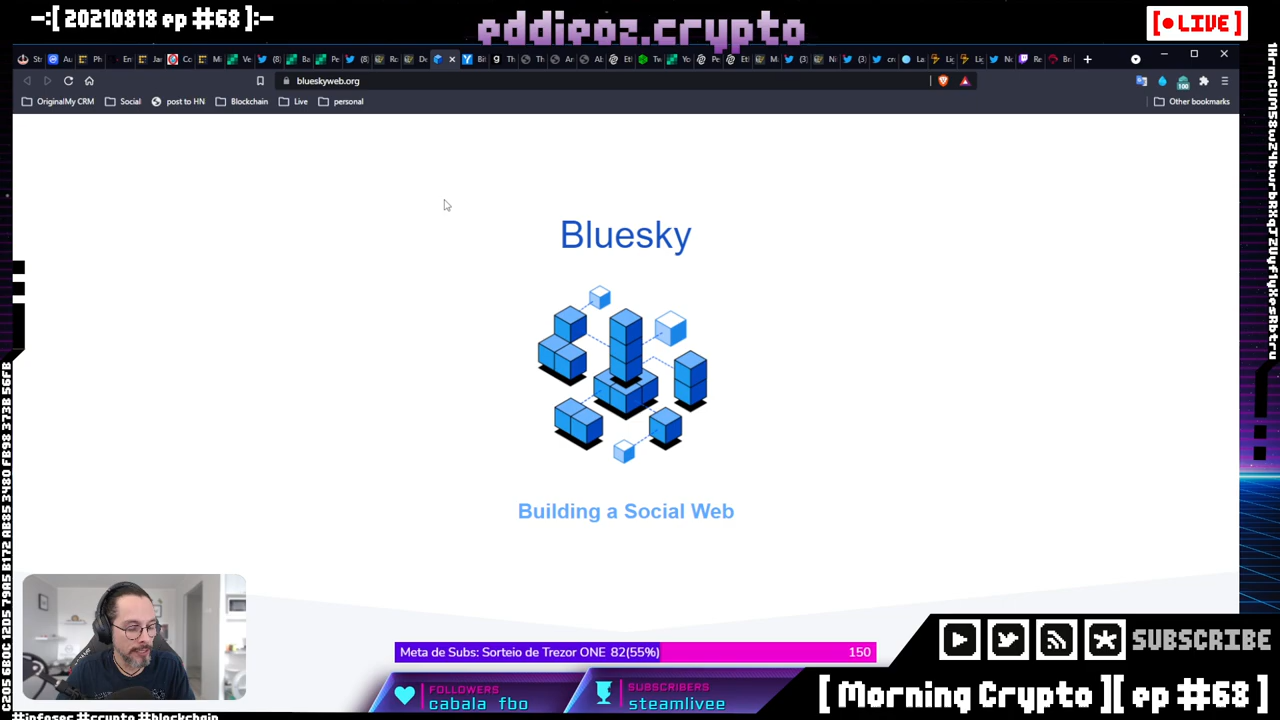 -:[ 20210818 ep #68 ]:-
eddieoz.crypto
[ LIVE ]
blueskyweb.org
100
OriginalMy CRM
Social
post to HN
Blockchain
Live
personal
Other bookmarks
Bluesky
Building a Social Web
Meta de Subs: Sorteio de Trezor ONE 82(55%)
150
FOLLOWERS
cabala_fbo
SUBSCRIBERS
steamlivee
SUBSCRIBE
[ Morning Crypto ][ ep #68 ]
#infosec #crypto #blockchain